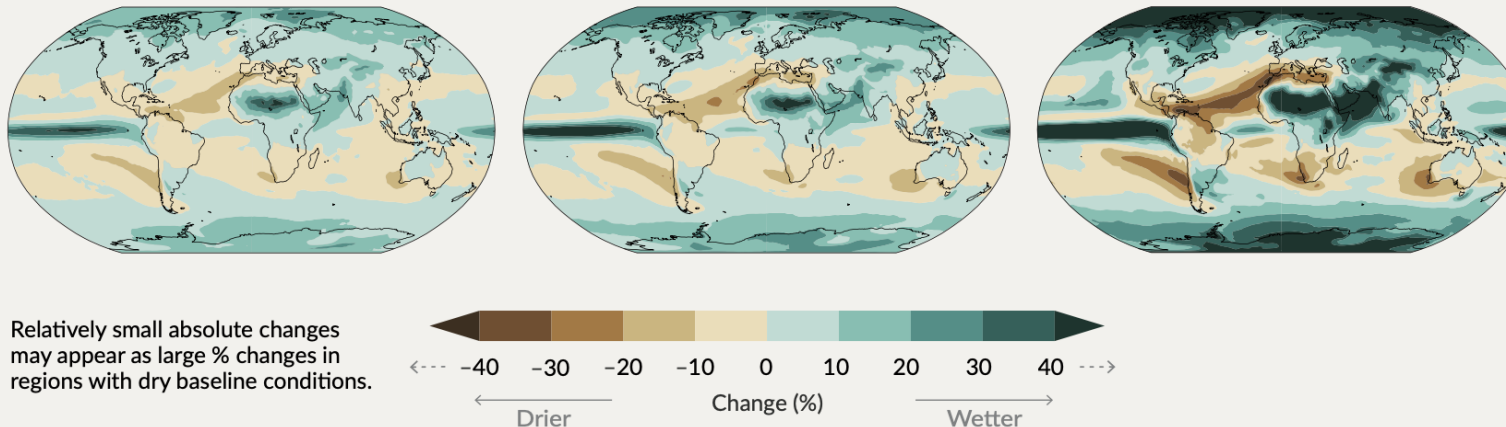 Relatively small absolute changes
may appear as large % changes in
regions with dry baseline conditions.
−40 −30 −20 −10 0 10 20 30 40
Change (%)
Drier
Wetter